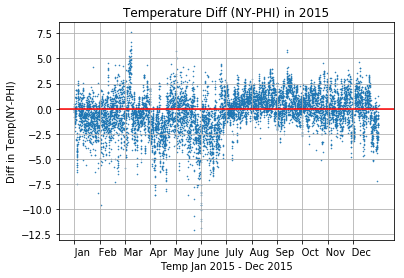 Temperature Diff (NY-PHI) in 2015
Diff in Temp(NY-PHI)
7.5
5.0
2.5
0.0
−2.5
−5.0
−7.5
−10.0
−12.5
Jan Feb Mar Apr May June July Aug Sep Oct Nov Dec
Temp Jan 2015 - Dec 2015